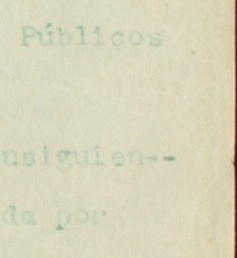 Públicos
nsiguien--
da por